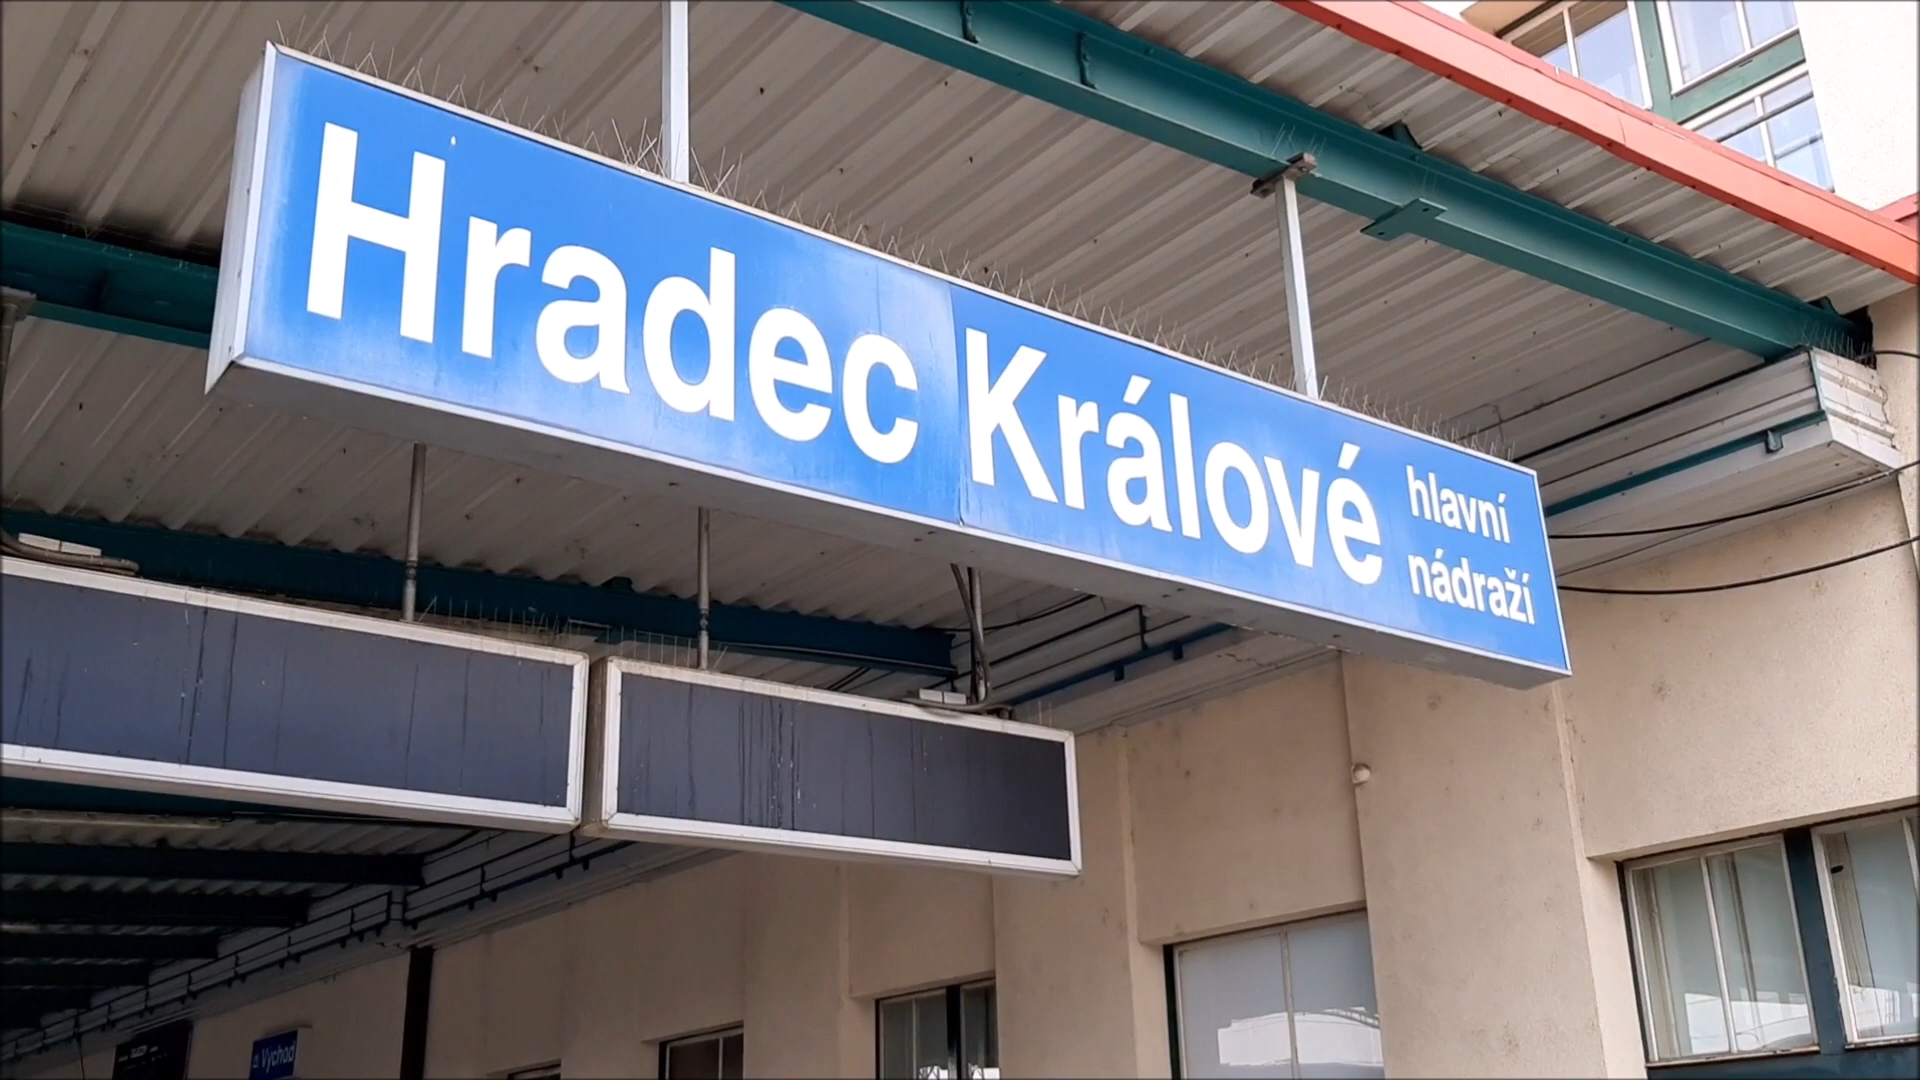 Hradec Králové
hlavní
nádraží
Východ